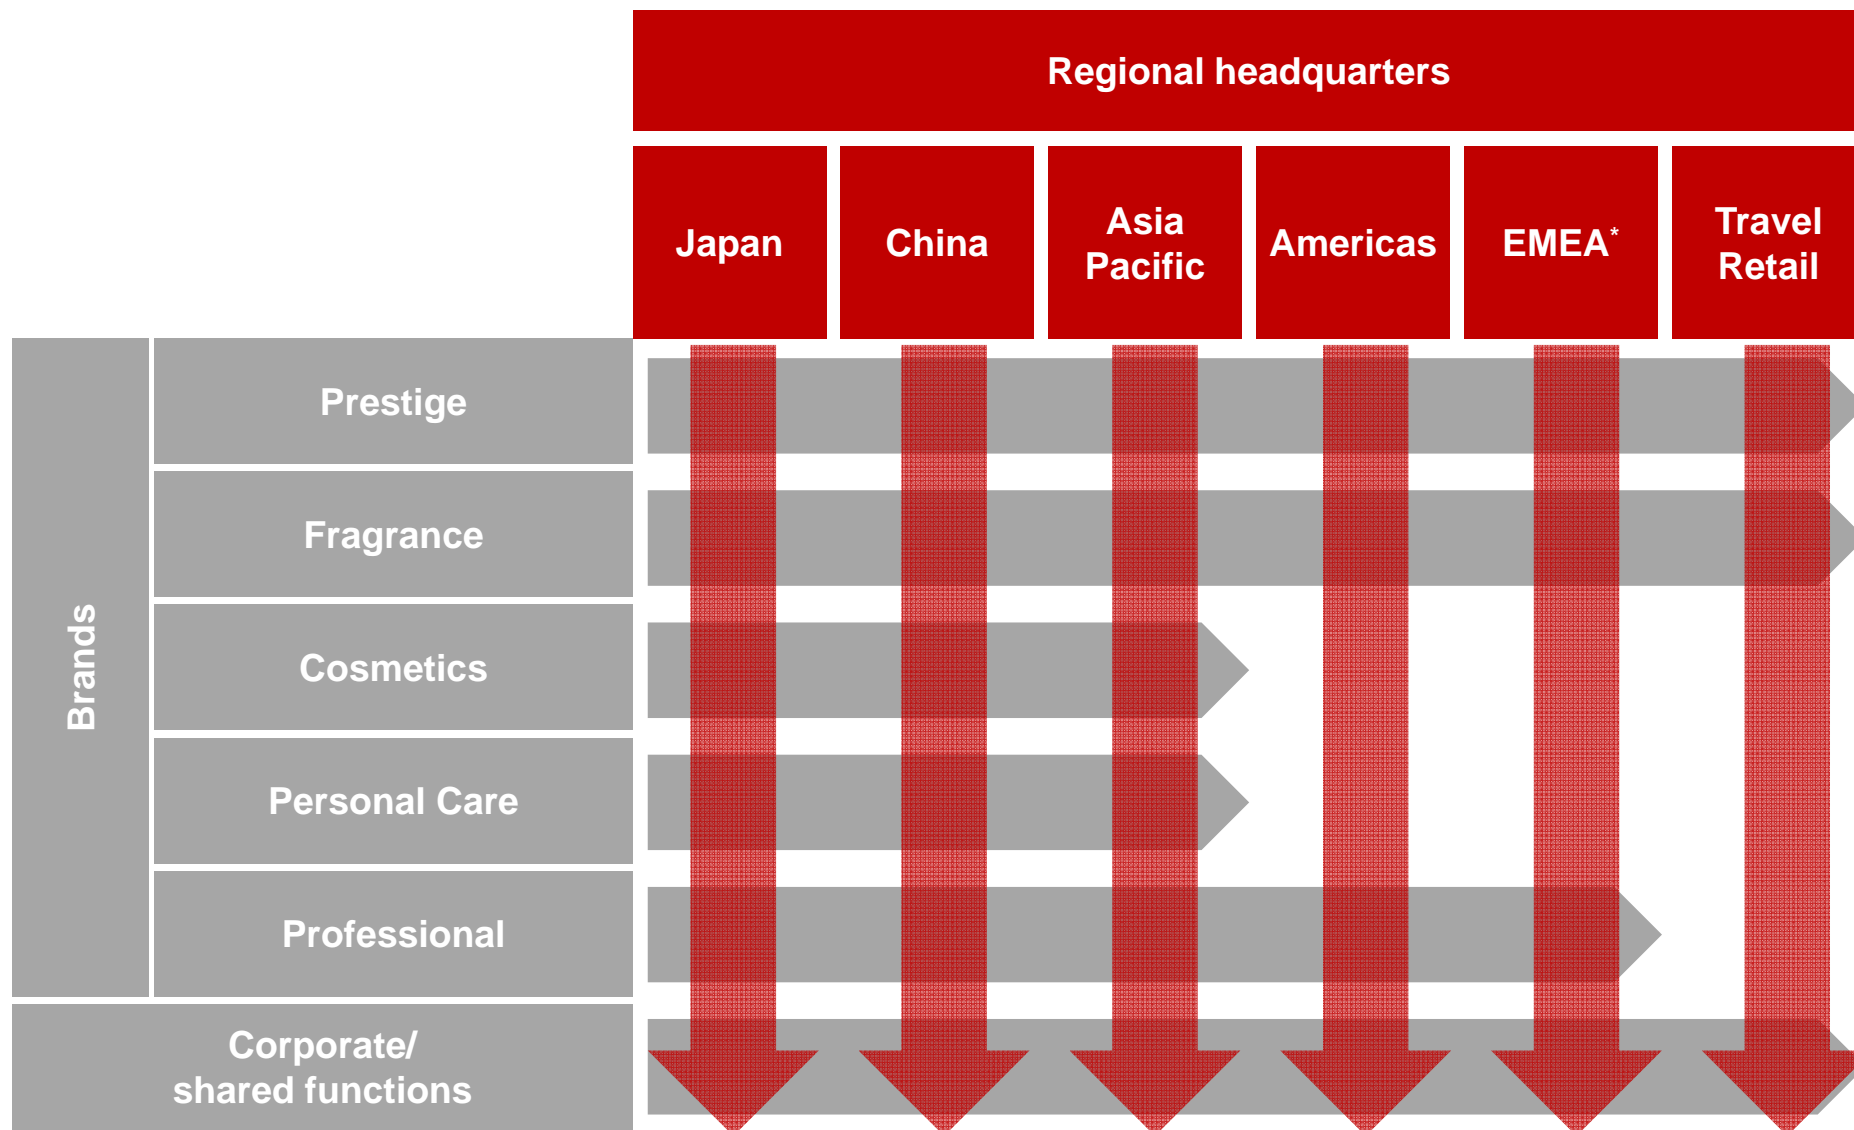 Regional headquarters
Japan
China
Asia
Pacific
Americas
EMEA*
Travel
Retail
Brands
Prestige
Fragrance
Cosmetics
Personal Care
Professional
Corporate/
shared functions